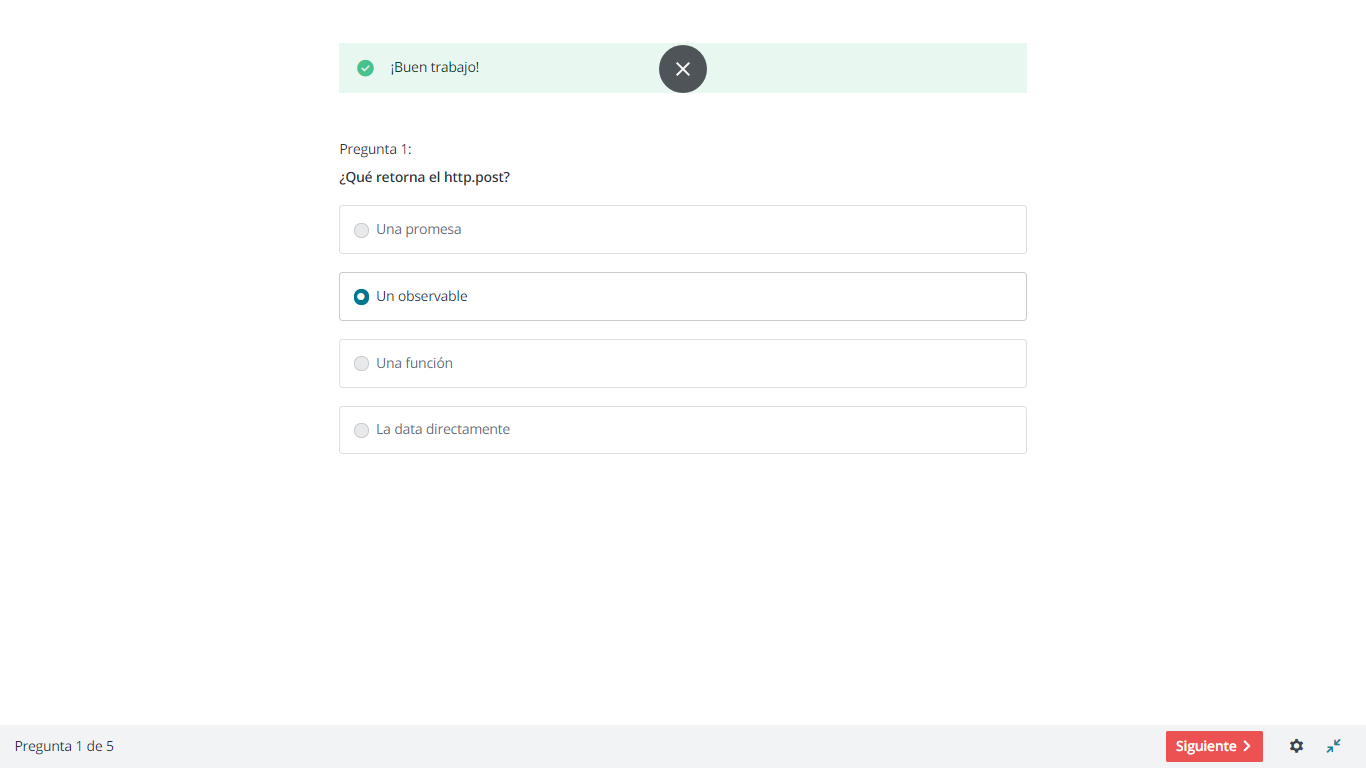 ¡Buen trabajo!
Pregunta 1:
¿Qué retorna el http.post?
Una promesa
Un observable
Una función
La data directamente
Pregunta 1 de 5
Siguiente